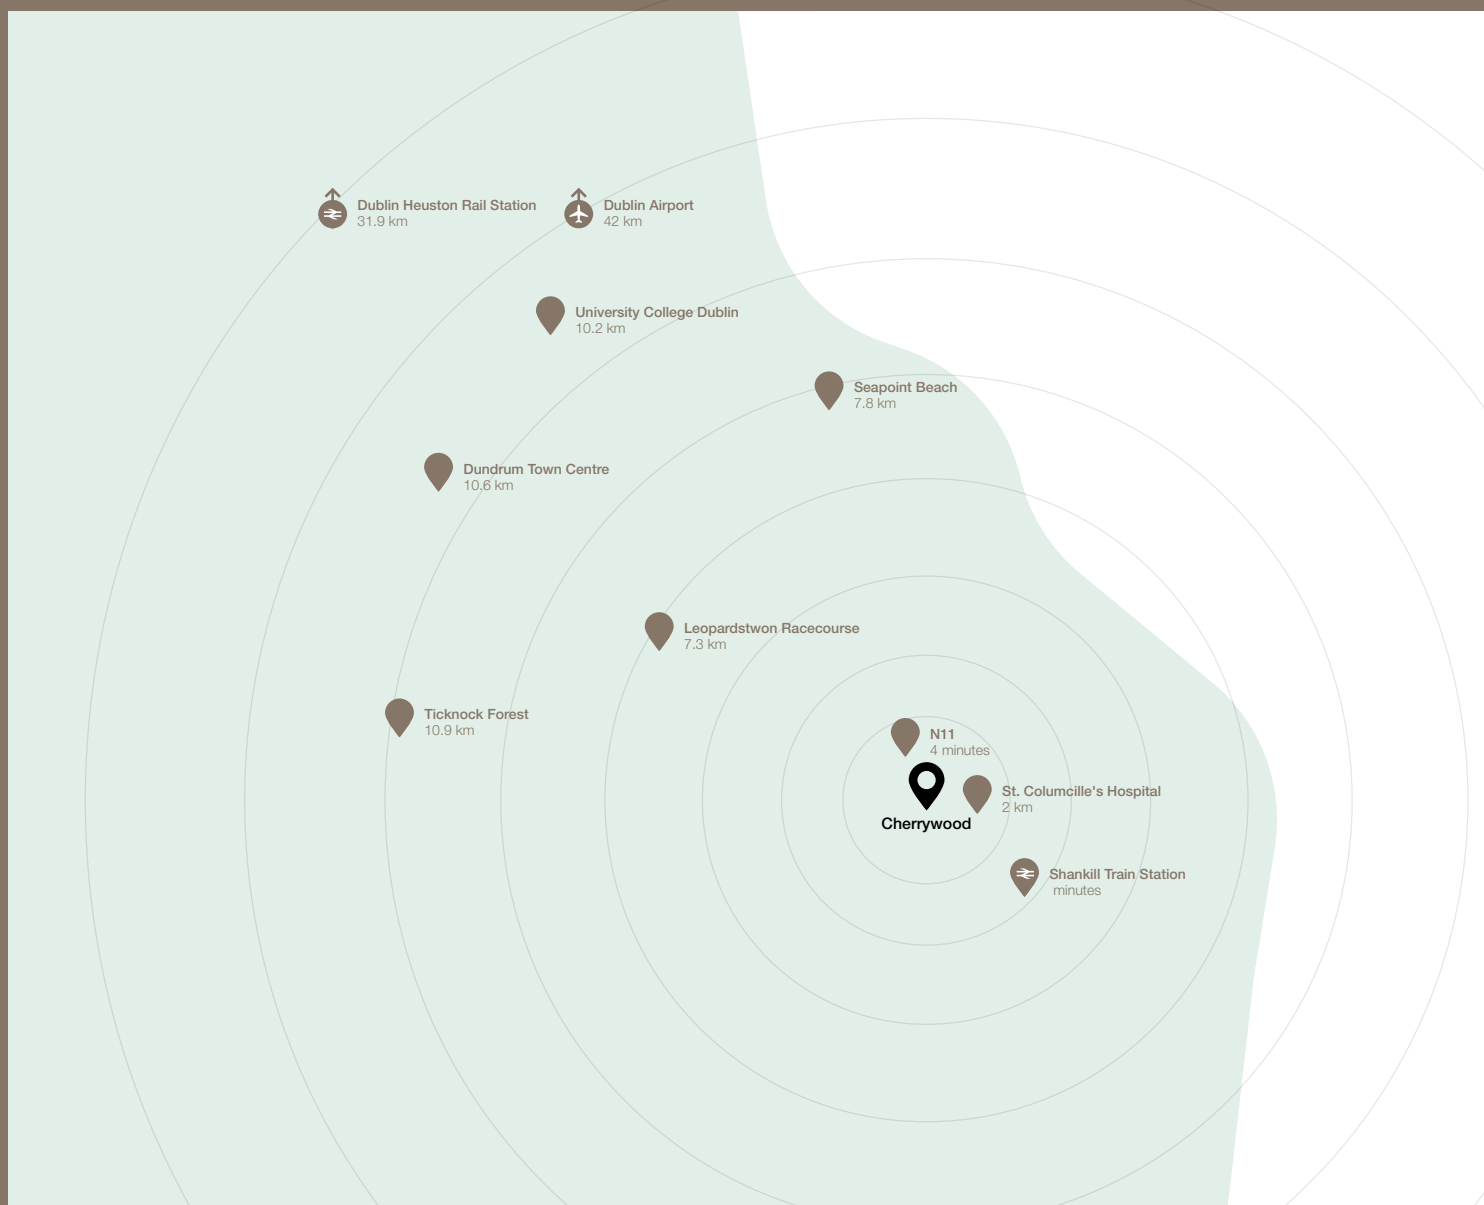 Dublin Heuston Rail Station
31.9 km
Dublin Airport
42 km
University College Dublin
10.2 km
Seapoint Beach
7.8 km
Dundrum Town Centre
10.6 km
Leopardstwon Racecourse
7.3 km
Ticknock Forest
10.9 km
N11
4 minutes
St. Columcille's Hospital
2 km
Cherrywood
Shankill Train Station
minutes